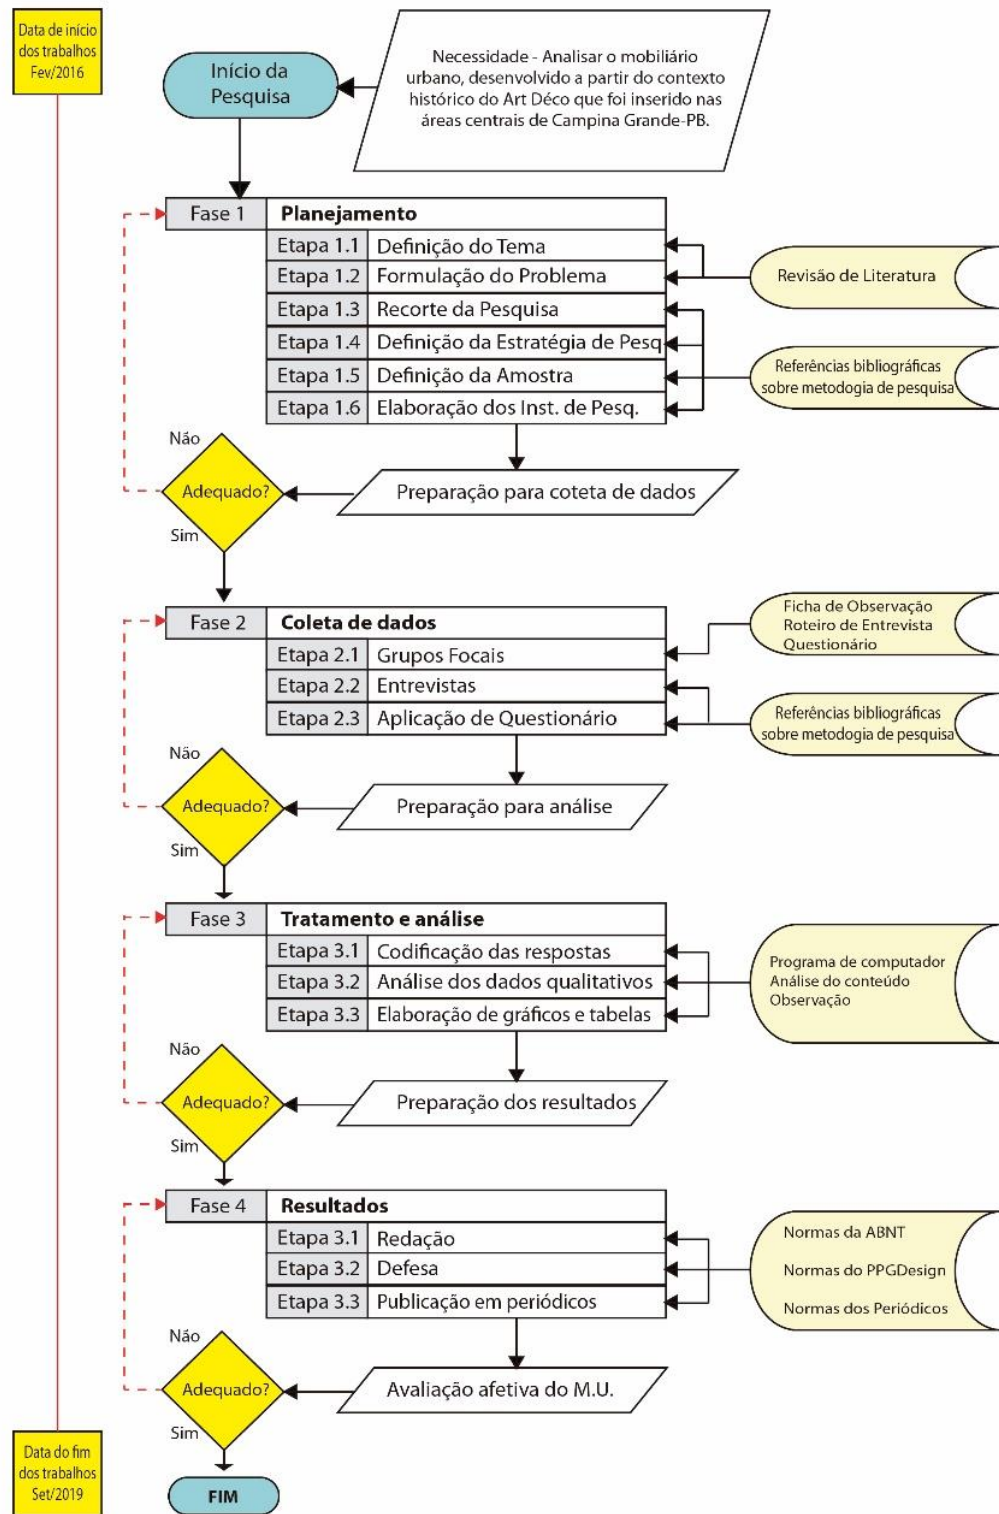 Data de início
dos trabalhos
Fev/2016
Início da
Pesquisa
Necessidade - Analisar o mobiliário
urbano, desenvolvido a partir do contexto
histórico do Art Déco que foi inserido nas
áreas centrais de Campina Grande-PB.
Fase 1 Planejamento
Etapa 1.1 Definição do Tema
Etapa 1.2 Formulação do Problema
Etapa 1.3 Recorte da Pesquisa
Etapa 1.4 Definição da Estratégia de Pesq
Etapa 1.5 Definição da Amostra
Etapa 1.6 Elaboração dos Inst. de Pesq.
Revisão de Literatura
Referências bibliográficas
sobre metodogia de pesquisa
Não
Adequado?
Sim
Preparação para coteta de dados
Fase 2 Coleta de dados
Etapa 2.1 Grupos Focais
Etapa 2.2 Entrevistas
Etapa 2.3 Aplicação de Questionário
Ficha de Observação
Roteiro de Entrevista
Questionário
Referências bibliográficas
sobre metodogia de pesquisa
Não
Adequado?
Sim
Preparação para análise
Fase 3 Tratamento e análise
Etapa 3.1 Codificação das respostas
Etapa 3.2 Análise dos dados qualitativos
Etapa 3.3 Elaboração de gráficos e tabelas
Programa de computador
Análise do conteúdo
Observação
Não
Adequado?
Sim
Preparação dos resultados
Fase 4 Resultados
Etapa 3.1 Redação
Etapa 3.2 Defesa
Etapa 3.3 Publicação em periódicos
Normas da ABNT
Normas do PPGDesign
Normas dos Periódicos
Não
Adequado?
Sim
Avaliação afetiva do M.U.
Data do fim
dos trabalhos
Set/2019
FIM